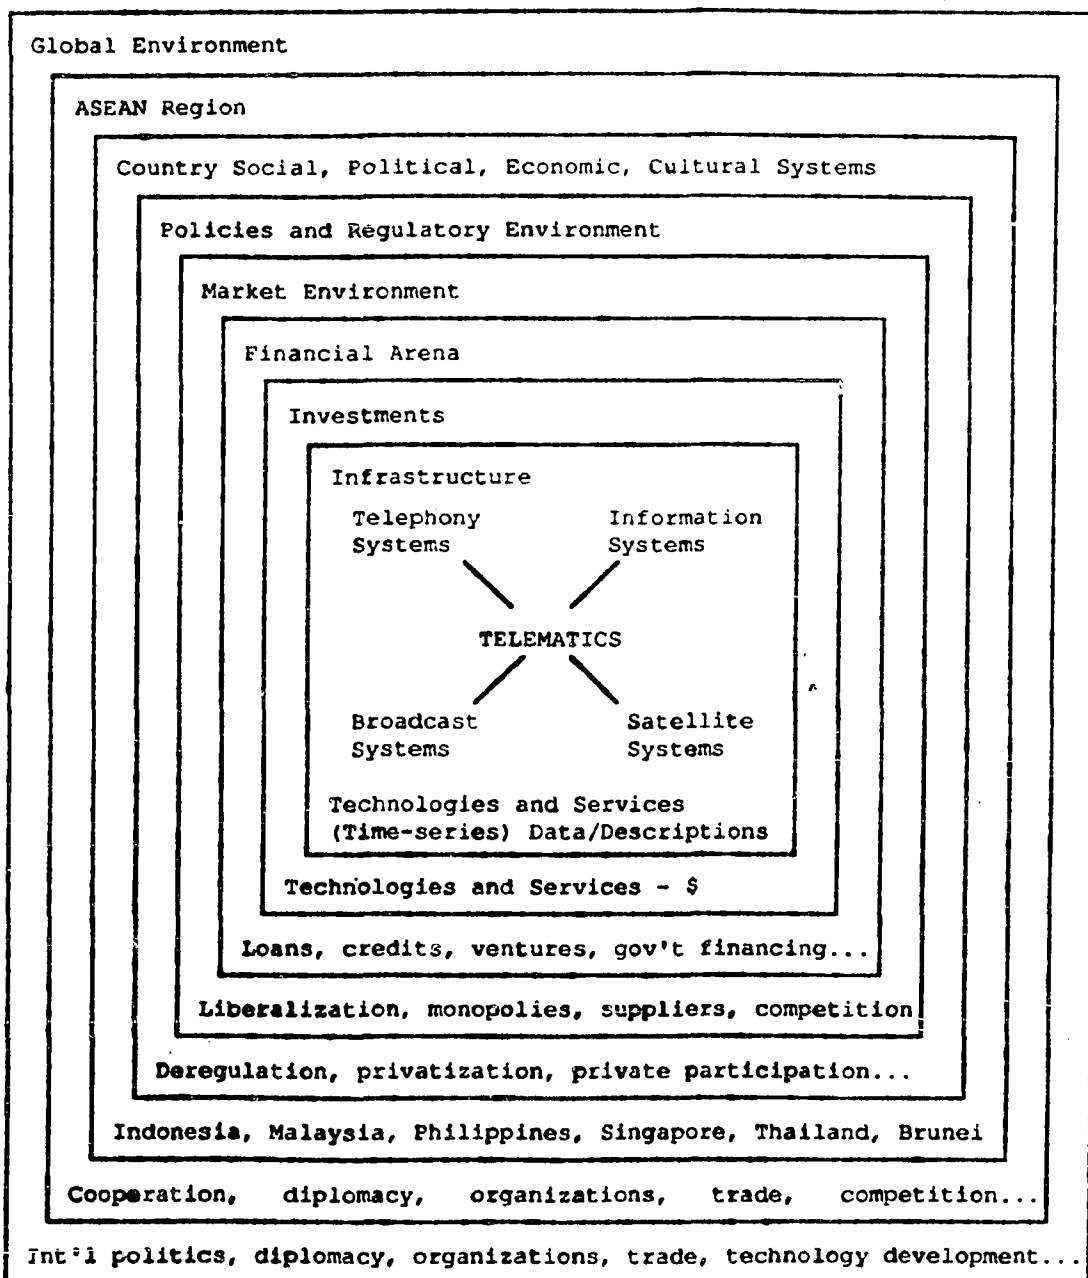 Global Environment
ASEAN Region
Country Social, Political, Economic, Cultural Systems
Policies and Regulatory Environment
Market Environment
Financial Arena
Investments
Infrastructure
Telephony Information
Systems Systems
TELEMATICS
Broadcast Satellite
Systems Systems
Technologies and Services
(Time-series) Data/Descriptions
Technologies and Services - $
Loans, credits, ventures, gov't financing...
Liberalization, monopolies, suppliers, competition
Deregulation, privatization, private participation...
Indonesia, Malaysia, Philippines, Singapore, Thailand, Brunei
Cooperation, diplomacy, organizations, trade, competition...
Int'l politics, diplomacy, organizations, trade, technology development...